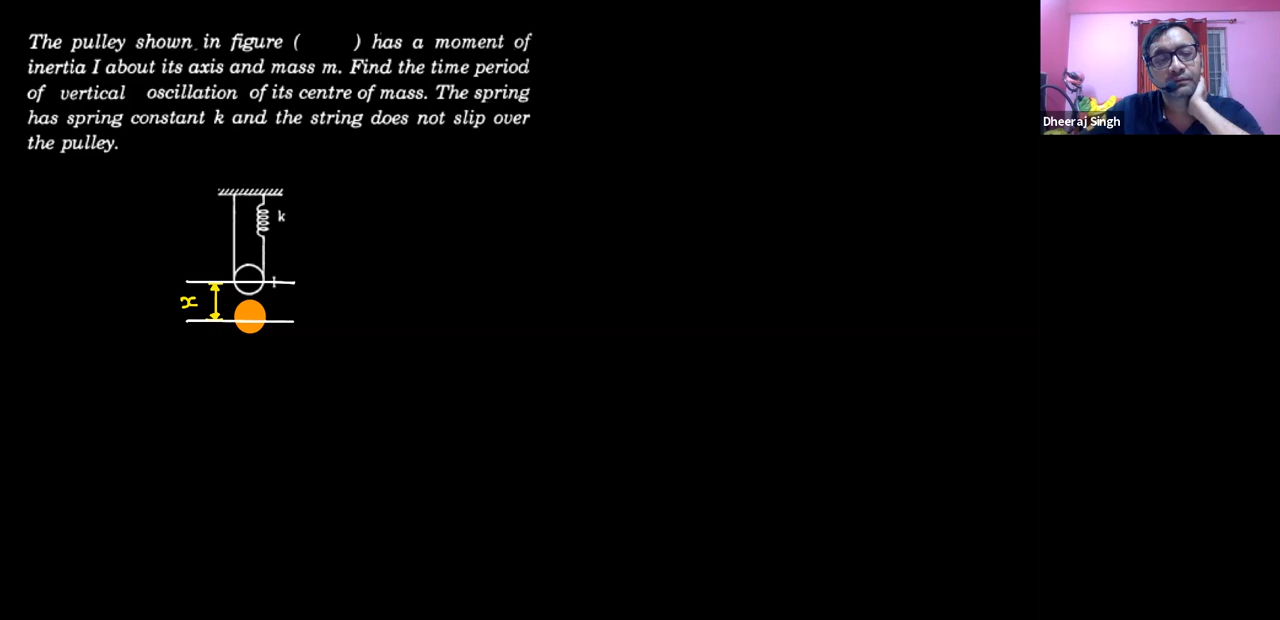 The pulley shown in figure ( ) has a moment of
inertia I about its axis and mass m. Find the time period
of vertical oscillation of its centre of mass. The spring
has spring constant k and the string does not slip over
the pulley.
k
x
Dheeraj Singh